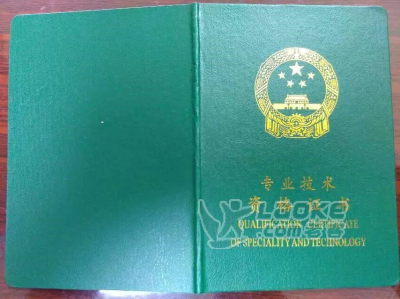 专业技术
资格证书
QUALIFICATION CERTIFICATE
OF SPECIALITY AND TECHNOLOGY